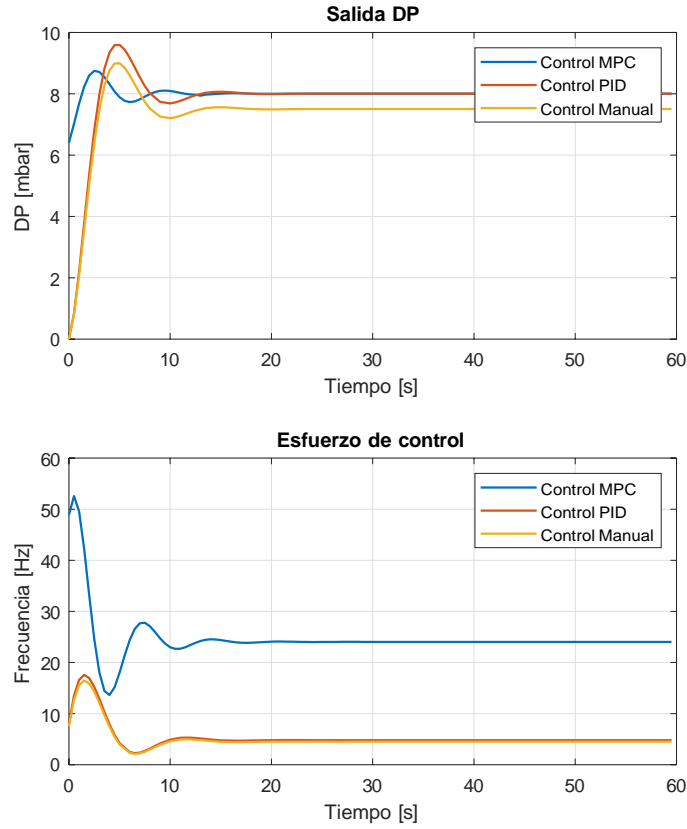 Salida DP
10
8
6
4
2
0
DP [mbar]
Control MPC
Control PID
Control Manual
0 10 20 30 40 50 60
Tiempo [s]
Esfuerzo de control
60
50
40
30
20
10
0
Frecuencia [Hz]
Control MPC
Control PID
Control Manual
0 10 20 30 40 50 60
Tiempo [s]